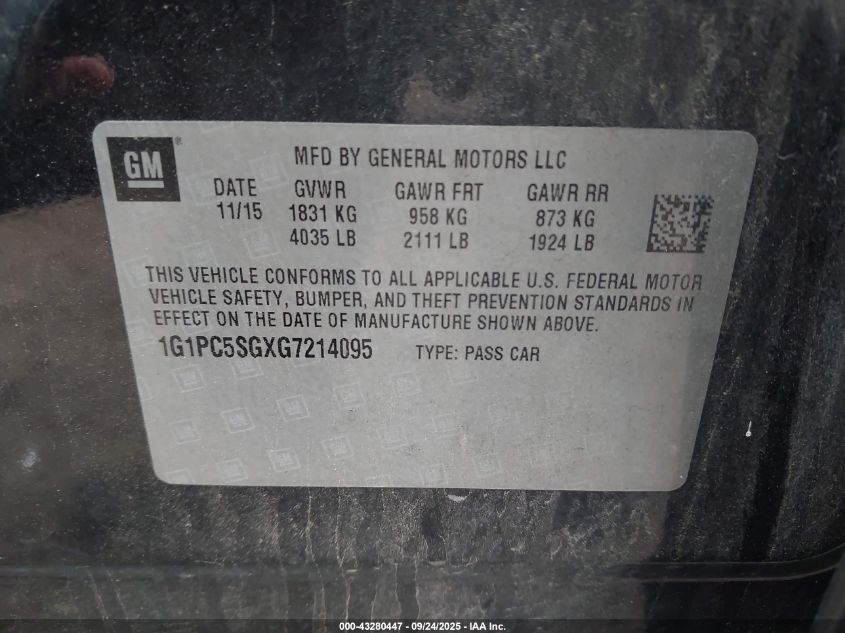 GM ®
MFD BY GENERAL MOTORS LLC
DATE GVWR GAWR FRT GAWR RR
11/15 1831 KG 958 KG 873 KG
4035 LB 2111 LB 1924 LB
THIS VEHICLE CONFORMS TO ALL APPLICABLE U.S. FEDERAL MOTOR
VEHICLE SAFETY, BUMPER, AND THEFT PREVENTION STANDARDS IN
EFFECT ON THE DATE OF MANUFACTURE SHOWN ABOVE.
1G1PC5SGXG7214095 TYPE: PASS CAR
000-43280447 - 09/24/2025 - IAA Inc.